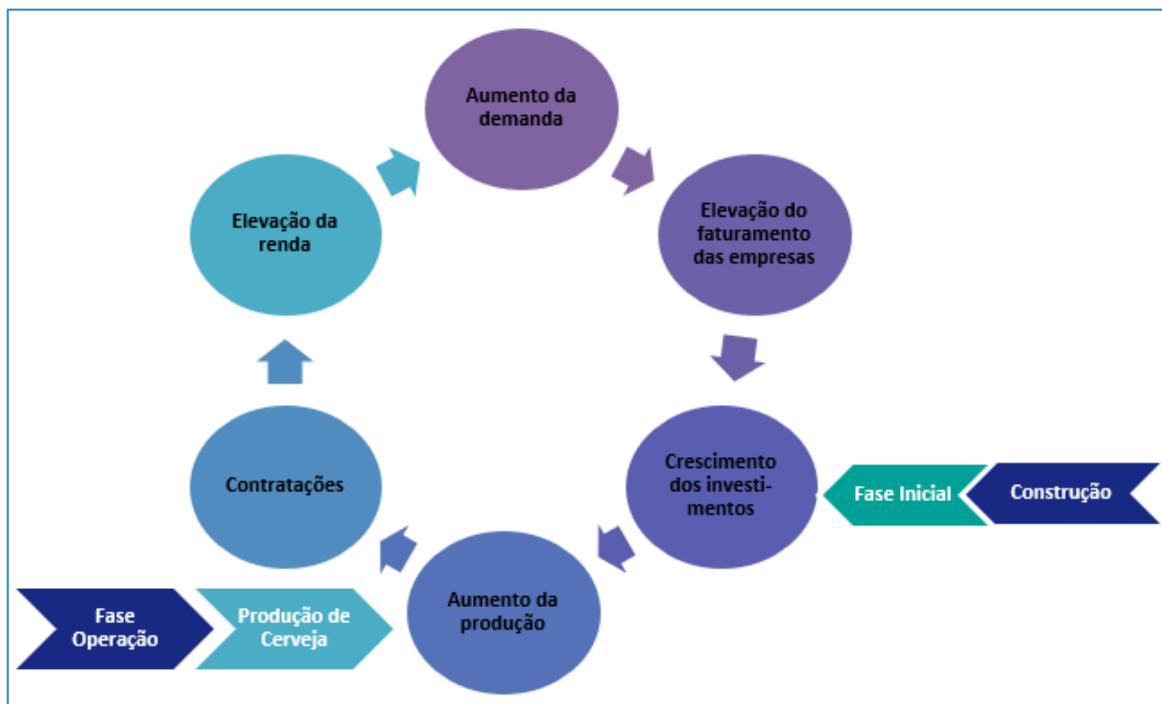 Aumento da
demanda
Elevação do
faturamento
das empresas
Crescimento
dos investi-
mentos
Fase Inicial
Construção
Aumento da
produção
Fase
Operação
Produção de
Cerveja
Contratações
Elevação da
renda